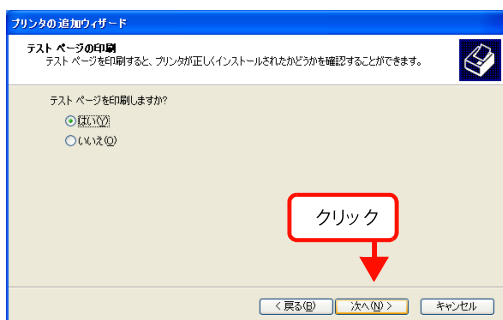 プリンタの追加ウィザード
テスト ページの印刷
テスト ページを印刷すると、プリンタが正しくインストールされたかどうかを確認することができます。
テスト ページを印刷しますか?
はい(Y)
いいえ(O)
クリック
< 戻る(B)
次へ(N) >
キャンセル